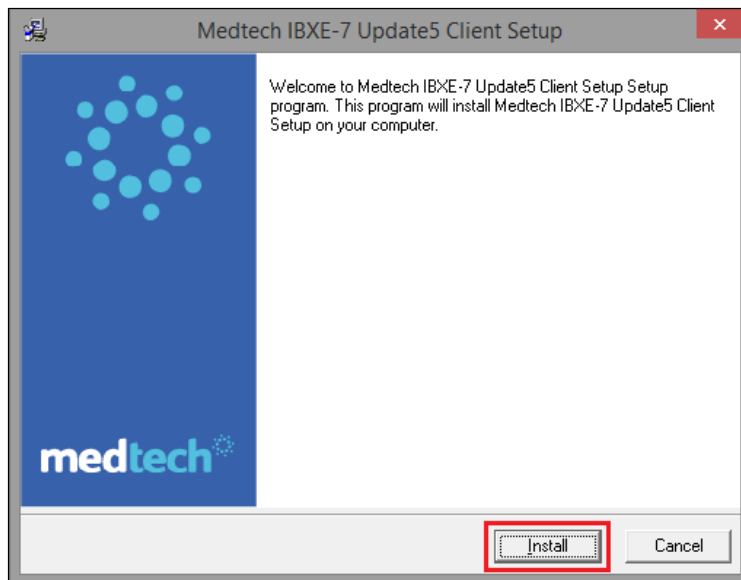 Medtech IBXE-7 Update5 Client Setup
Welcome to Medtech IBXE-7 Update5 Client Setup Setup
program. This program will install Medtech IBXE-7 Update5 Client
Setup on your computer.
medtech
Install
Cancel